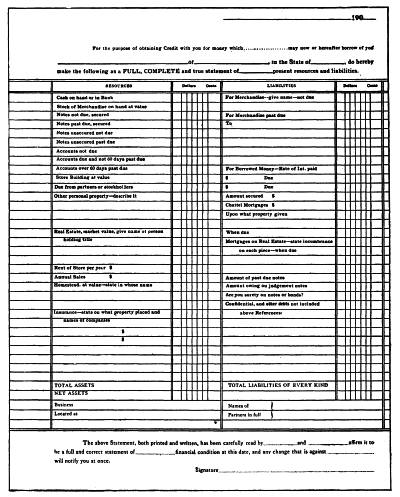 190
For the purpose of obtaining Credit with you for money which, may now or hereafter borrow of you
of , in the State of , do hereby
make the following as a FULL, COMPLETE and true statement of present resources and liabilities.
RESOURCES Dollars Cents LIABILITIES Dollars Cents
Cash on hand or in Bank For Merchandise—give name—not due
Stock of Merchandise on hand at value
Notes not due, secured For Merchandise past due
Notes past due, secured To
Notes unsecured not due
Notes unsecured past due
Accounts not due
Accounts due and not 60 days past due
Accounts over 60 days past due For Borrowed Money—Rate of Int. paid
Store Building at value $ Due
Due from partners or stockholders $ Due
Other personal property—describe it Amount secured $
Chattel Mortgages $
Upon what property given
Real Estate, market value, give name of person When due
holding title Mortgages on Real Estate—state incumbrance
on each piece—when due
Rent of Store per year $
Annual Sales $ Amount of past due notes
Homestead, at value—state in whose name Amount owing on judgement notes
Are you surety on notes or bonds?
Confidential, and other debts not included
Insurance—state on what property placed and above References:
names of companies
$
$
TOTAL ASSETS TOTAL LIABILITIES OF EVERY KIND
NET ASSETS
Business Names of
Located at Partners in full
The above Statement, both printed and written, has been carefully read by and affirm it to
be a full and correct statement of financial condition at this date, and any change that is against
will notify you at once.
Signature